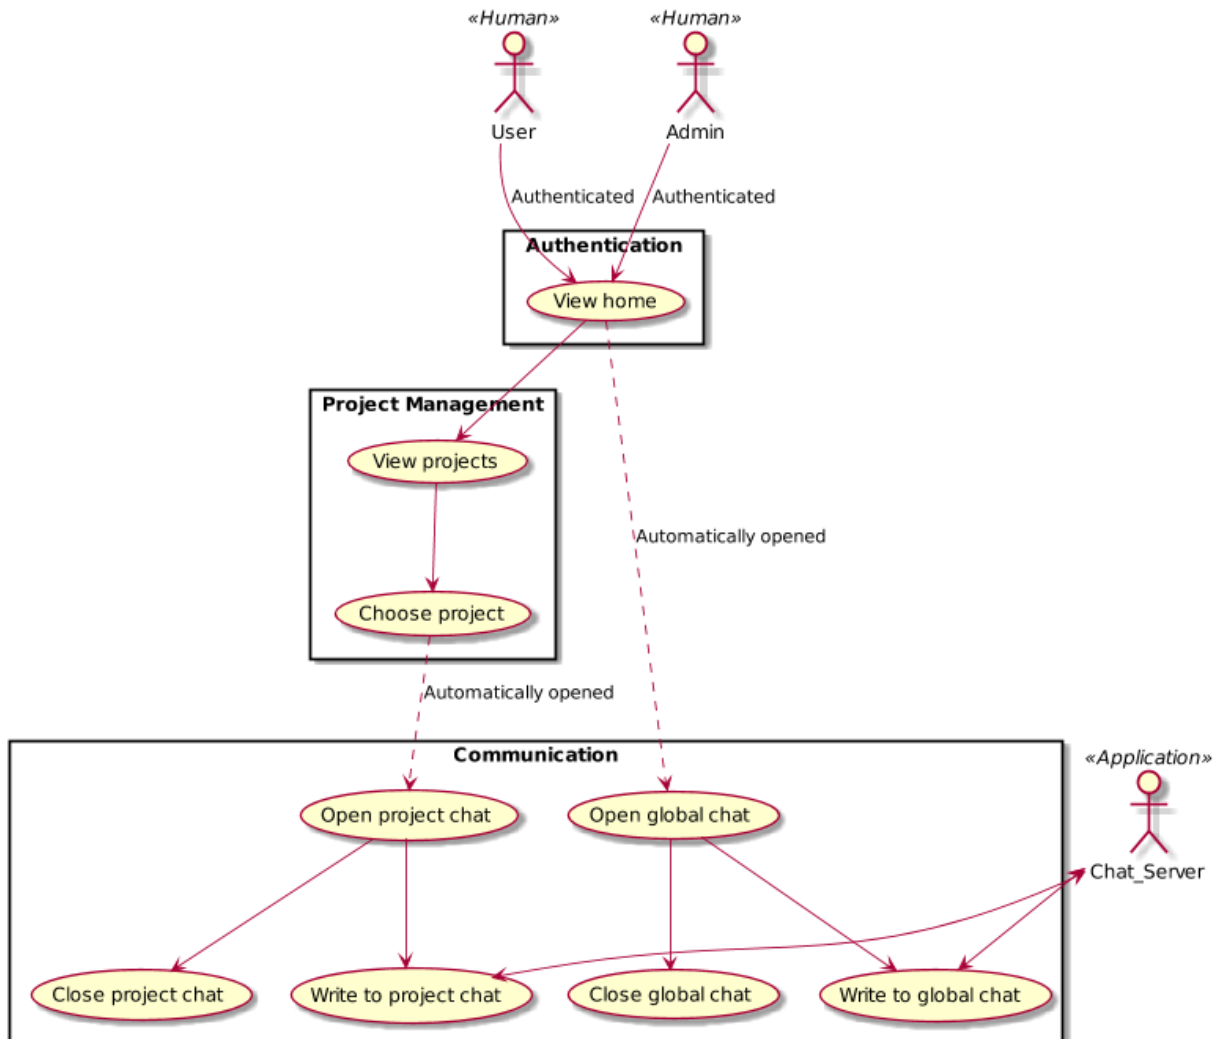 «Human»
«Human»
User
Admin
Authenticated
Authenticated
Authentication
View home
Project Management
View projects
Automatically opened
Choose project
Automatically opened
Communication
«Application»
Open project chat
Open global chat
Chat_Server
Close project chat
Write to project chat
Close global chat
Write to global chat